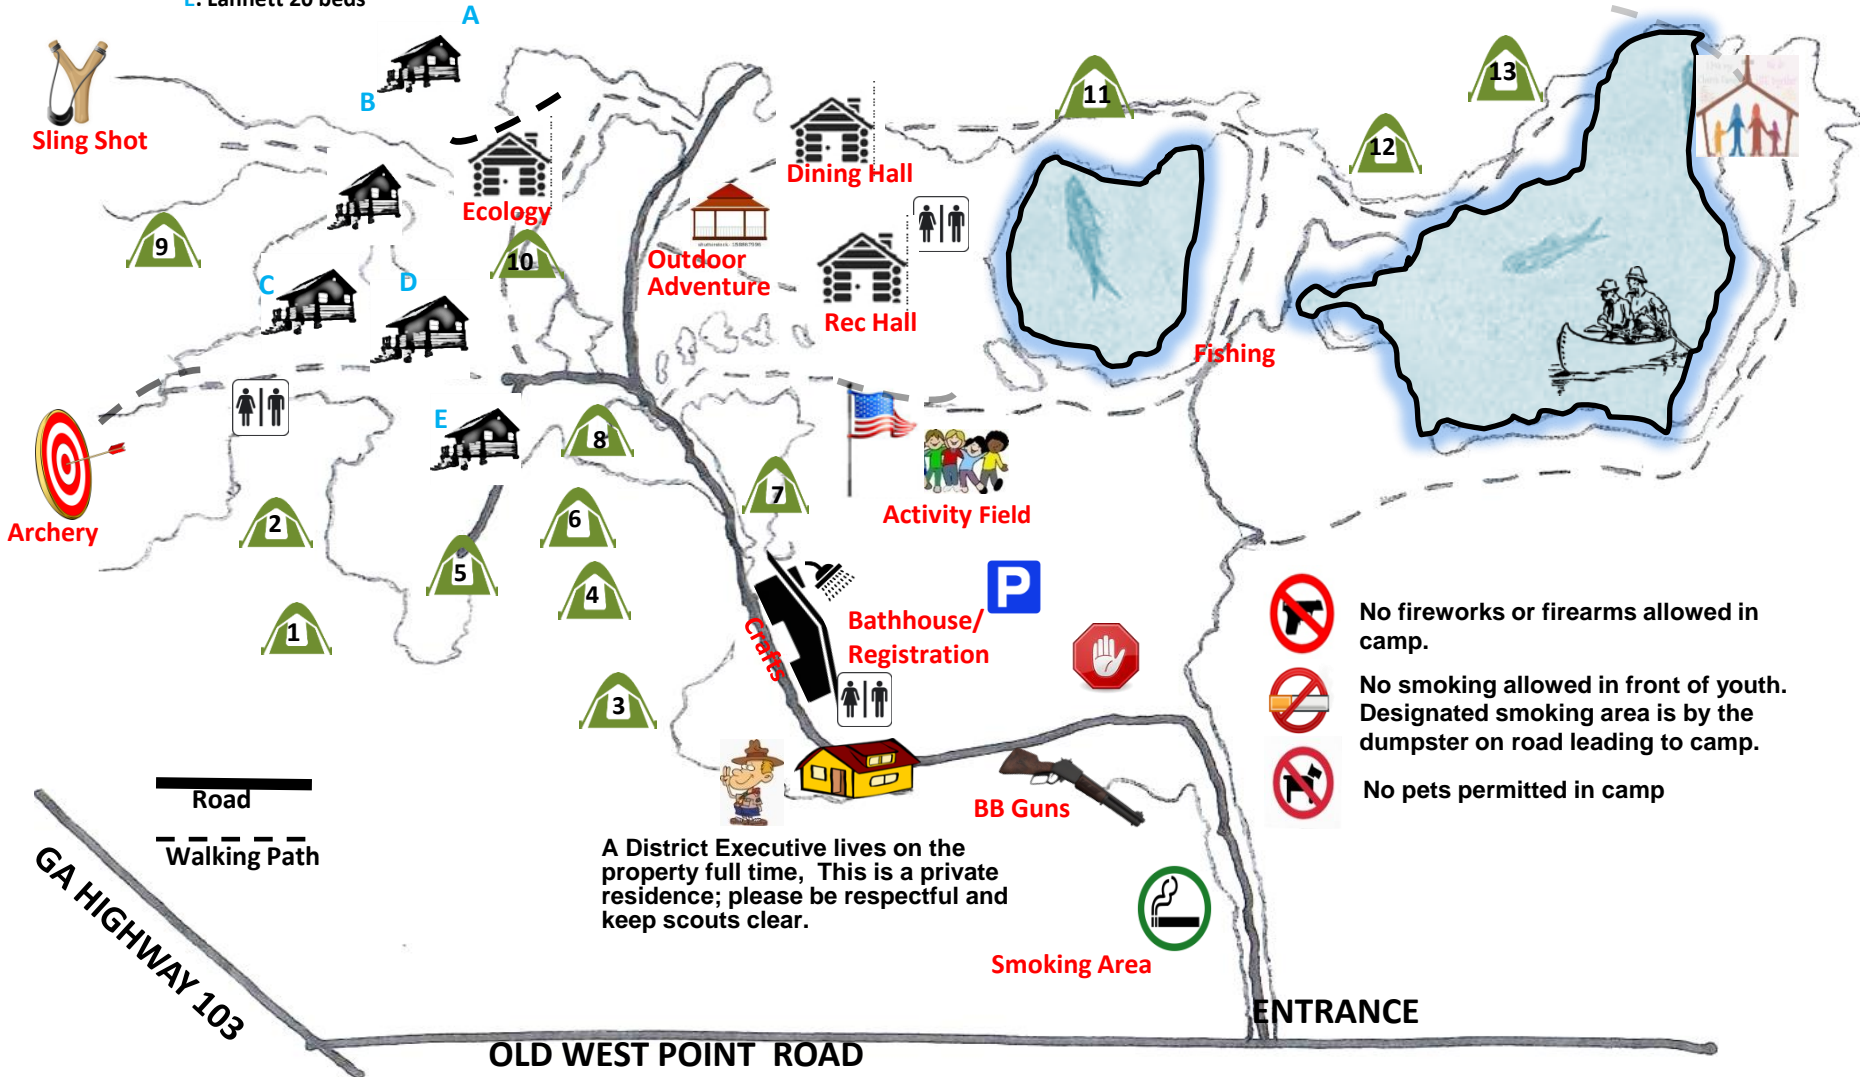 E: Lannett 20 beds
A
B
Sling Shot
Ecology
9
10
C
D
Outdoor
Adventure
Dining Hall
Rec Hall
11
12
13
Fishing
E
8
7
6
5
4
3
2
1
Archery
Activity Field
P
Crafts
Bathhouse/
Registration
No fireworks or firearms allowed in
camp.
No smoking allowed in front of youth.
Designated smoking area is by the
dumpster on road leading to camp.
No pets permitted in camp
Road
Walking Path
BB Guns
A District Executive lives on the
property full time, This is a private
residence; please be respectful and
keep scouts clear.
Smoking Area
GA HIGHWAY 103
OLD WEST POINT ROAD
ENTRANCE